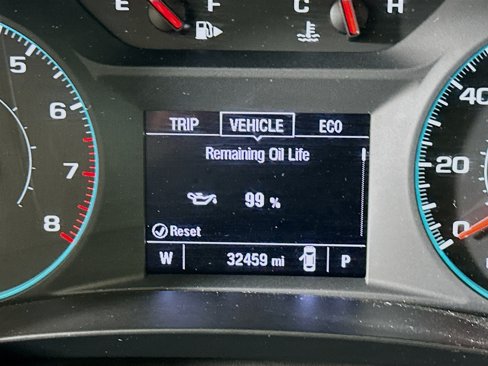 E F C H
5
6
7
8
TRIP VEHICLE ECO
Remaining Oil Life
99 %
Reset
W 32459 mi P
40
20
0